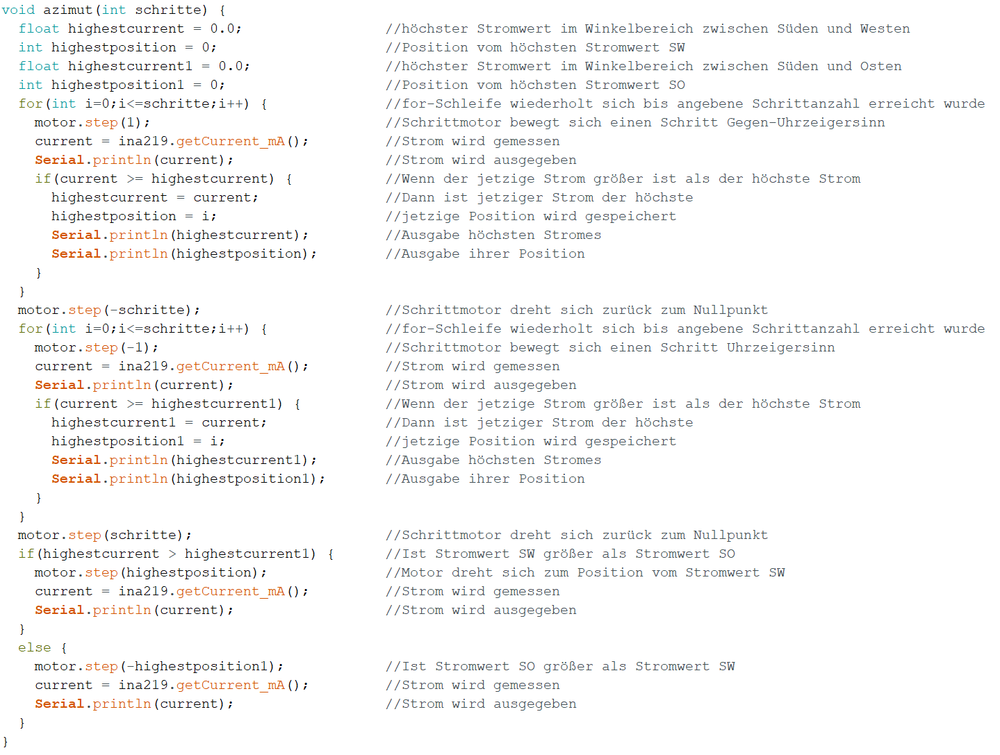 void azimut(int schritte) {
  float highestcurrent = 0.0;                 //höchster Stromwert im Winkelbereich zwischen Süden und Westen
  int highestposition = 0;                    //Position vom höchsten Stromwert SW
  float highestcurrent1 = 0.0;                //höchster Stromwert im Winkelbereich zwischen Süden und Osten
  int highestposition1 = 0;                   //Position vom höchsten Stromwert SO
  for(int i=0;i<=schritte;i++) {              //for-Schleife wiederholt sich bis angebene Schrittanzahl erreicht wurde
    motor.step(1);                            //Schrittmotor bewegt sich einen Schritt Gegen-Uhrzeigersinn
    current = ina219.getCurrent_mA();         //Strom wird gemessen
    Serial.println(current);                  //Strom wird ausgegeben
    if(current >= highestcurrent) {           //Wenn der jetzige Strom größer ist als der höchste Strom
      highestcurrent = current;               //Dann ist jetziger Strom der höchste
      highestposition = i;                    //jetzige Position wird gespeichert
      Serial.println(highestcurrent);         //Ausgabe höchsten Stromes
      Serial.println(highestposition);        //Ausgabe ihrer Position
    }
  }
  motor.step(-schritte);                      //Schrittmotor dreht sich zurück zum Nullpunkt
  for(int i=0;i<=schritte;i++) {              //for-Schleife wiederholt sich bis angebene Schrittanzahl erreicht wurde
    motor.step(-1);                           //Schrittmotor bewegt sich einen Schritt Uhrzeigersinn
    current = ina219.getCurrent_mA();         //Strom wird gemessen
    Serial.println(current);                  //Strom wird ausgegeben
    if(current >= highestcurrent1) {          //Wenn der jetzige Strom größer ist als der höchste Strom
      highestcurrent1 = current;              //Dann ist jetziger Strom der höchste
      highestposition1 = i;                   //jetzige Position wird gespeichert
      Serial.println(highestcurrent1);        //Ausgabe höchsten Stromes
      Serial.println(highestposition1);       //Ausgabe ihrer Position
    }
  }
  motor.step(schritte);                       //Schrittmotor dreht sich zurück zum Nullpunkt
  if(highestcurrent > highestcurrent1) {      //Ist Stromwert SW größer als Stromwert SO
    motor.step(highestposition);              //Motor dreht sich zum Position vom Stromwert SW
    current = ina219.getCurrent_mA();         //Strom wird gemessen
    Serial.println(current);                  //Strom wird ausgegeben
  }
  else {
    motor.step(-highestposition1);            //Ist Stromwert SO größer als Stromwert SW
    current = ina219.getCurrent_mA();         //Strom wird gemessen
    Serial.println(current);                  //Strom wird ausgegeben
  }
}